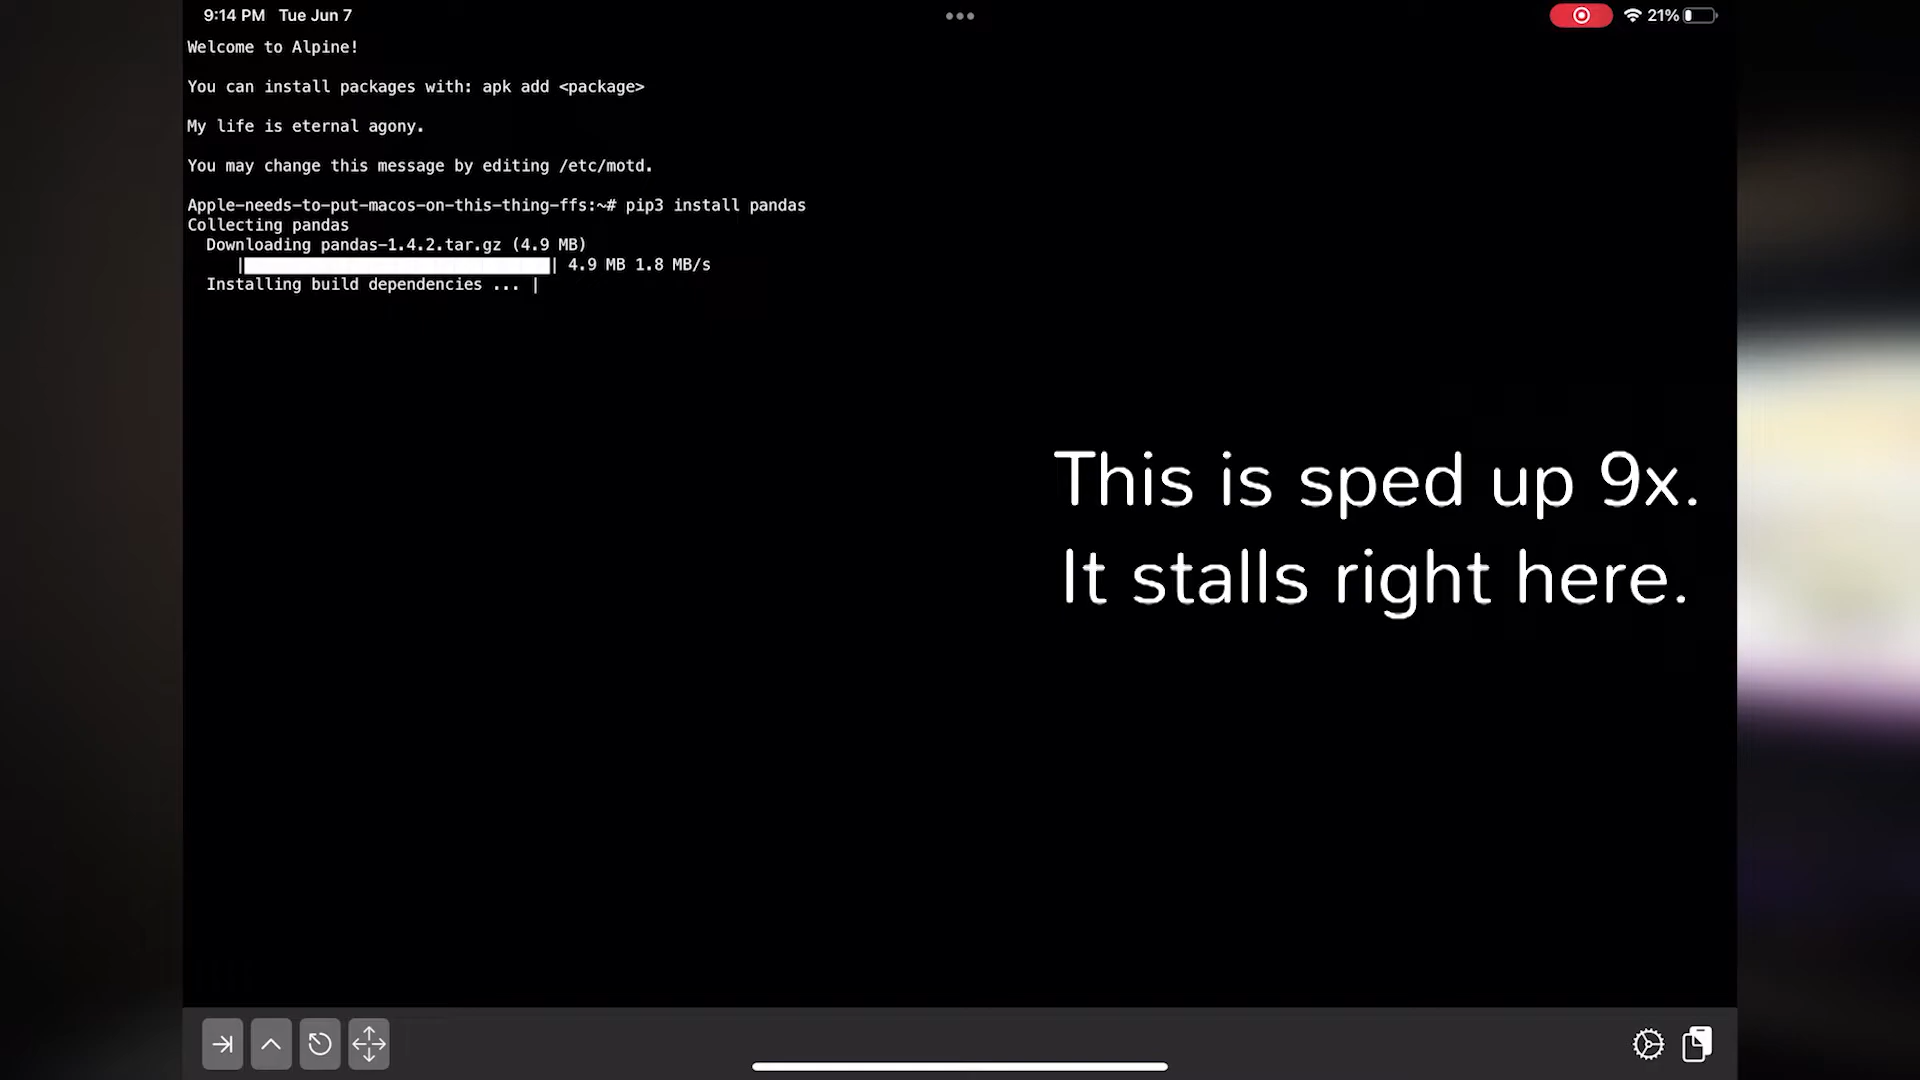 9:14 PM Tue Jun 7
21%
Welcome to Alpine!
You can install packages with: apk add <package>
My life is eternal agony.
You may change this message by editing /etc/motd.
Apple-needs-to-put-macos-on-this-thing-ffs:~# pip3 install pandas
Collecting pandas
Downloading pandas-1.4.2.tar.gz (4.9 MB)
|██████████████████████████████| 4.9 MB 1.8 MB/s
Installing build dependencies ... |
This is sped up 9x.
It stalls right here.